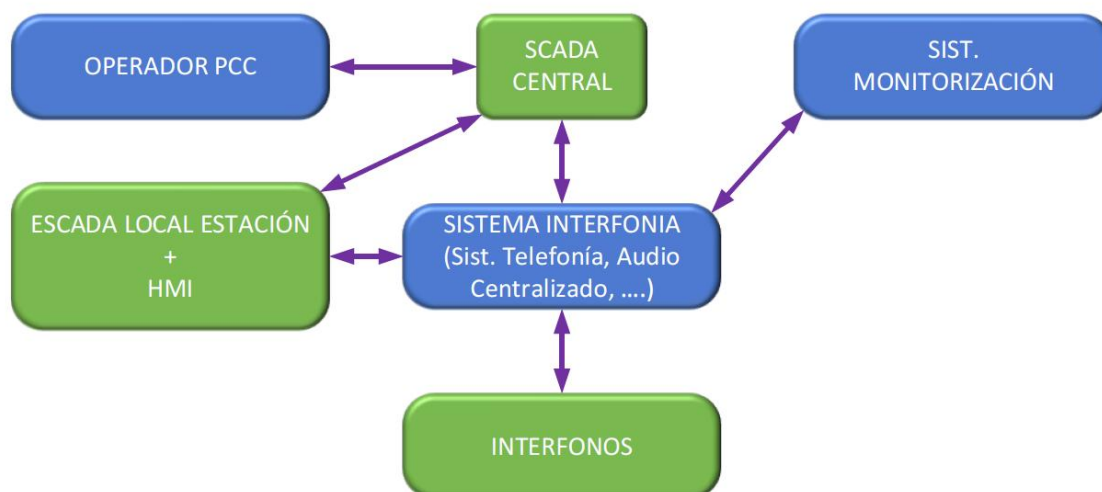 OPERADOR PCC
SCADA
CENTRAL
SIST.
MONITORIZACIÓN
ESCADA LOCAL ESTACIÓN
+
HMI
SISTEMA INTERFONIA
(Sist. Telefonía, Audio
Centralizado, ....)
INTERFONOS